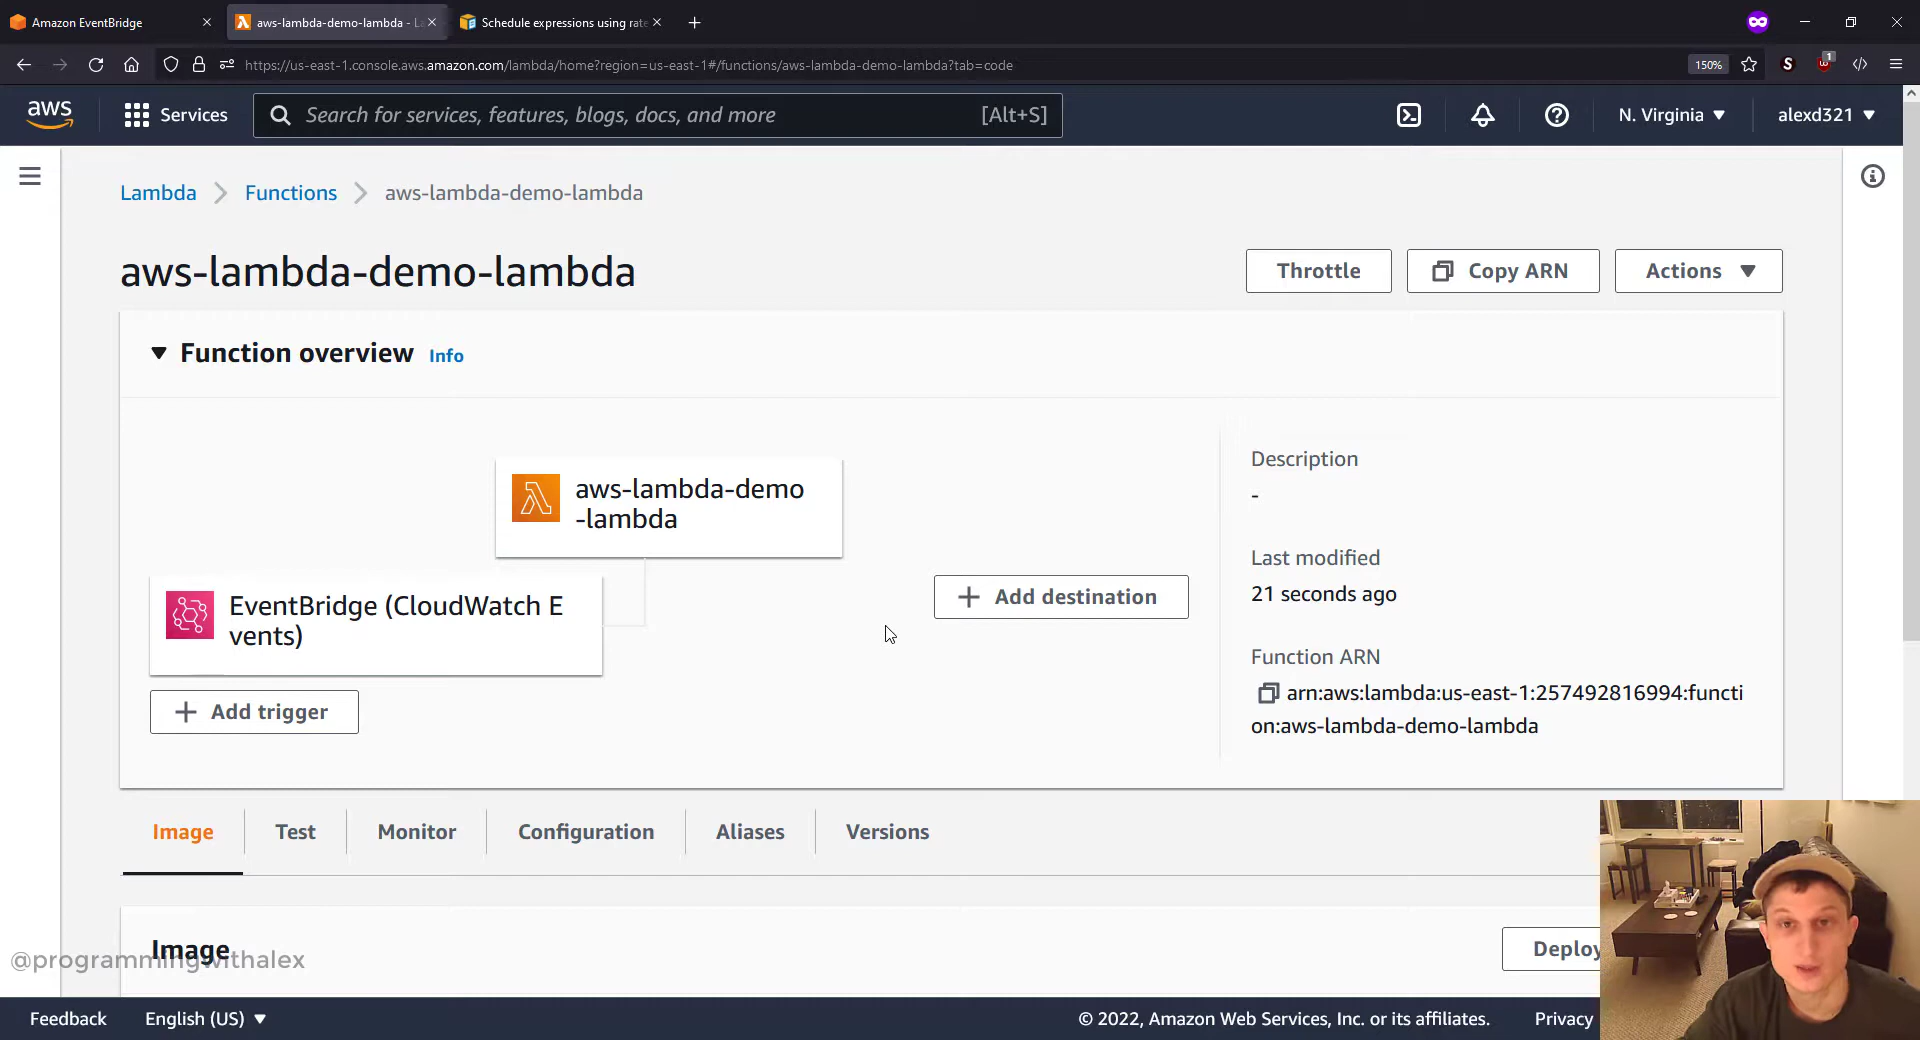 Amazon EventBridge
aws-lambda-demo-lambda - La
Schedule expressions using rate
https://us-east-1.console.aws.amazon.com/lambda/home?region=us-east-1#/functions/aws-lambda-demo-lambda?tab=code
150%
1
aws
Services
Search for services, features, blogs, docs, and more
[Alt+S]
N. Virginia
alexd321
Lambda
Functions
aws-lambda-demo-lambda
aws-lambda-demo-lambda
Throttle
Copy ARN
Actions
Function overview
Info
aws-lambda-demo
-lambda
EventBridge (CloudWatch E
vents)
Add trigger
Add destination
Description
-
Last modified
21 seconds ago
Function ARN
arn:aws:lambda:us-east-1:257492816994:functi
on:aws-lambda-demo-lambda
Image
Test
Monitor
Configuration
Aliases
Versions
Image
Deploy
@programmingwithalex
Feedback
English (US)
© 2022, Amazon Web Services, Inc. or its affiliates.
Privacy